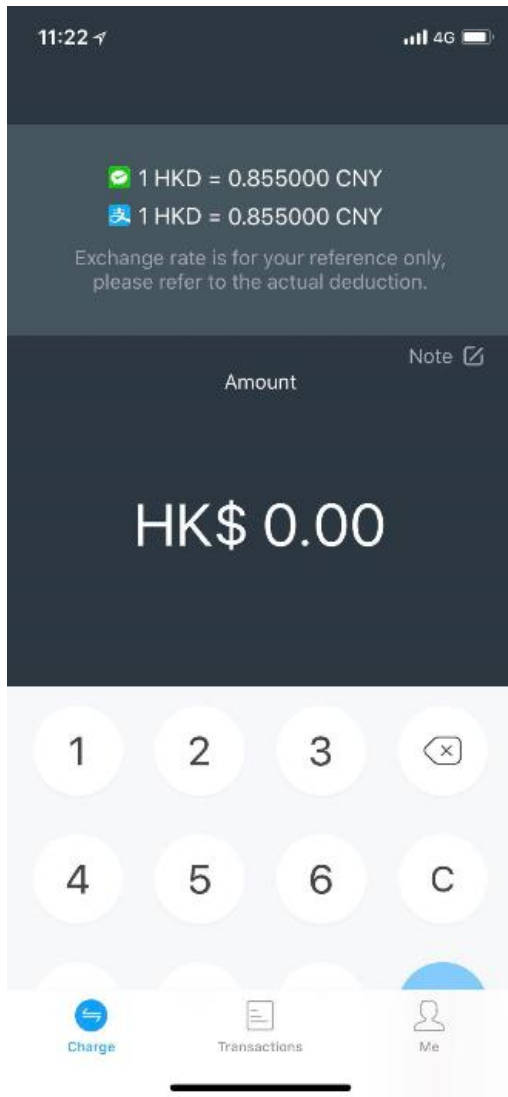 11:22
4G
1 HKD = 0.855000 CNY
支 1 HKD = 0.855000 CNY
Exchange rate is for your reference only,
please refer to the actual deduction.
Note
Amount
HK$ 0.00
1 2 3
4 5 6 C
Charge Transactions Me